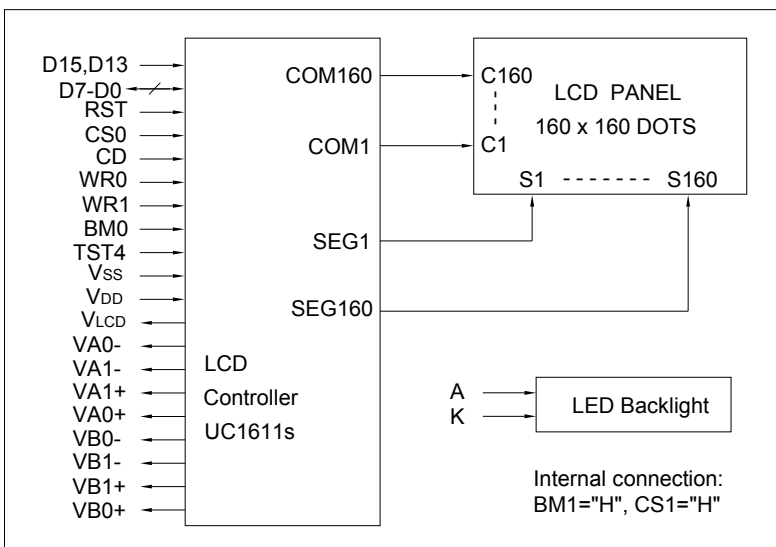 D15,D13
D7-D0
RST
CS0
CD
WR0
WR1
BM0
TST4
VSS
VDD
VLCD
VA0-
VA1-
VA1+
VA0+
VB0-
VB1-
VB1+
VB0+
COM160
COM1
SEG1
SEG160
LCD
Controller
UC1611s
C160
C1
LCD PANEL
160 x 160 DOTS
S1 ------- S160
A
K
LED Backlight
Internal connection:
BM1="H", CS1="H"